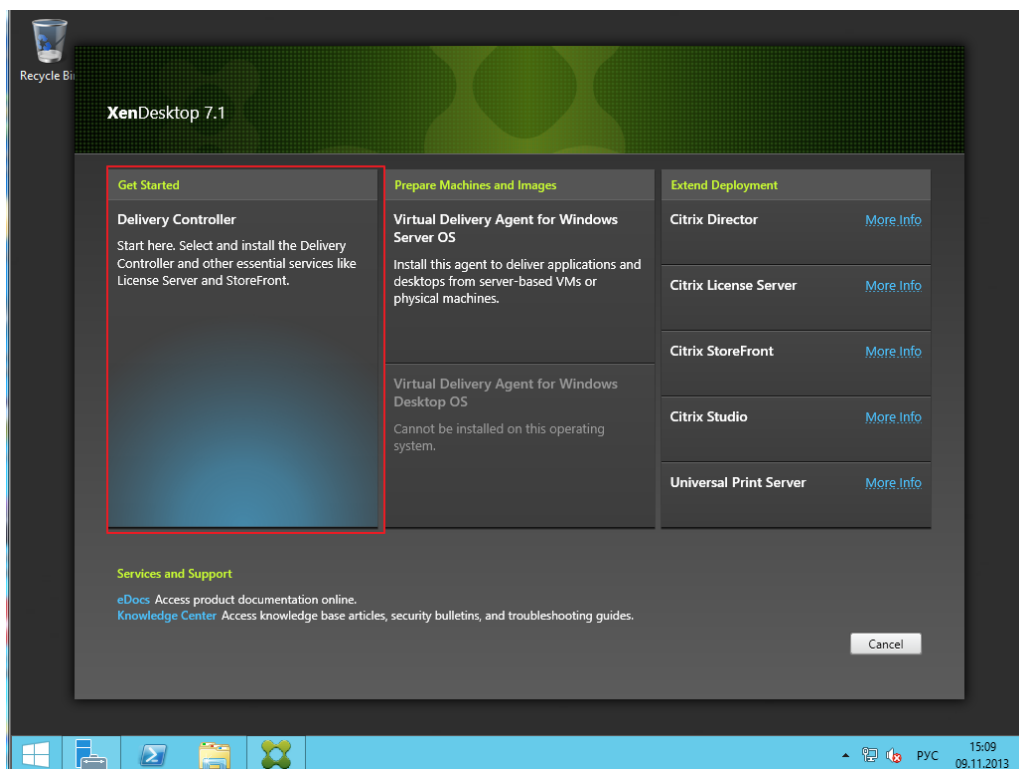 Recycle Bi
XenDesktop 7.1
Get Started
Delivery Controller
Start here. Select and install the Delivery
Controller and other essential services like
License Server and StoreFront.
Prepare Machines and Images
Virtual Delivery Agent for Windows
Server OS
Install this agent to deliver applications and
desktops from server-based VMs or
physical machines.
Virtual Delivery Agent for Windows
Desktop OS
Cannot be installed on this operating
system.
Extend Deployment
Citrix Director More Info
Citrix License Server More Info
Citrix StoreFront More Info
Citrix Studio More Info
Universal Print Server More Info
Services and Support
eDocs Access product documentation online.
Knowledge Center Access knowledge base articles, security bulletins, and troubleshooting guides.
Cancel
РУС
15:09
09.11.2013